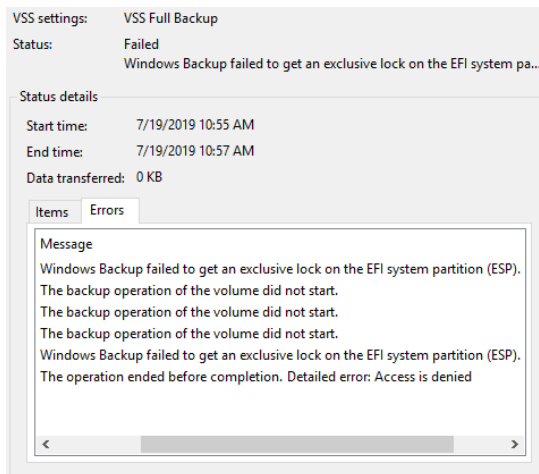 VSS settings: VSS Full Backup
Status: Failed
Windows Backup failed to get an exclusive lock on the EFI system pa...
Status details
Start time: 7/19/2019 10:55 AM
End time: 7/19/2019 10:57 AM
Data transferred: 0 KB
Items Errors
Message
Windows Backup failed to get an exclusive lock on the EFI system partition (ESP).
The backup operation of the volume did not start.
The backup operation of the volume did not start.
The backup operation of the volume did not start.
Windows Backup failed to get an exclusive lock on the EFI system partition (ESP).
The operation ended before completion. Detailed error: Access is denied